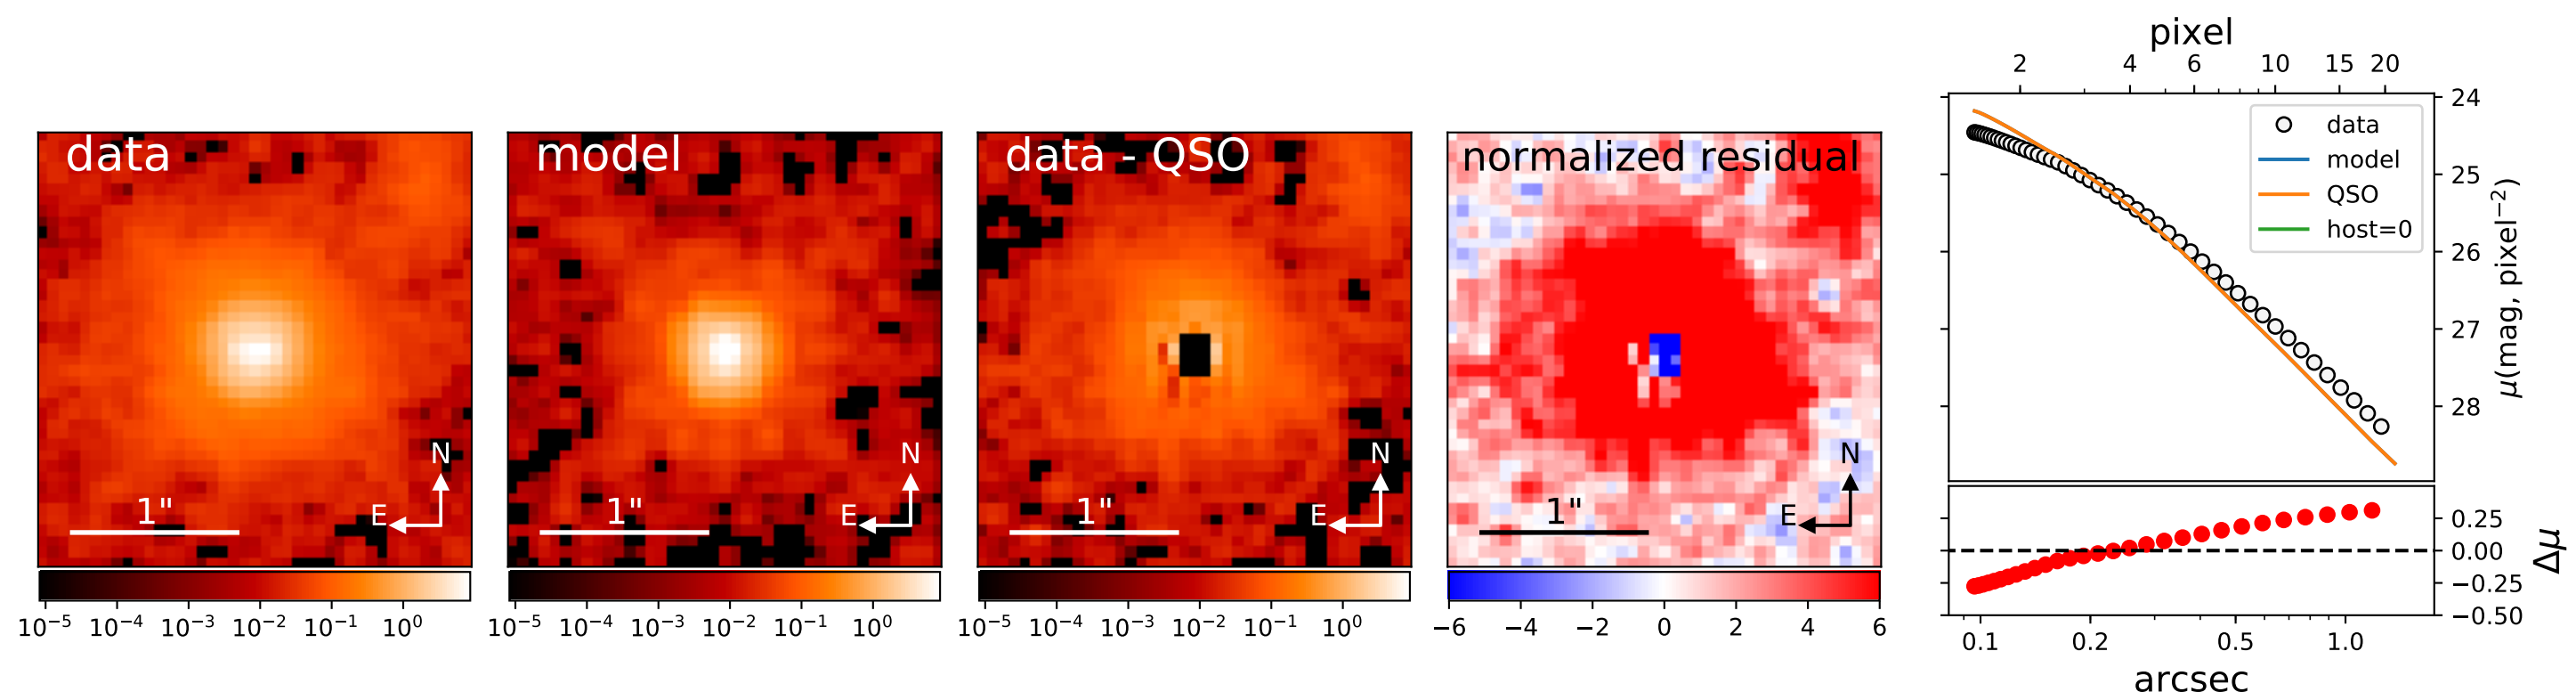 data
N
E
1"
10⁻⁵ 10⁻⁴ 10⁻³ 10⁻² 10⁻¹ 10⁰
model
N
E
1"
10⁻⁵ 10⁻⁴ 10⁻³ 10⁻² 10⁻¹ 10⁰
data - QSO
N
E
1"
10⁻⁵ 10⁻⁴ 10⁻³ 10⁻² 10⁻¹ 10⁰
normalized residual
N
E
1"
−6 −4 −2 0 2 4 6
pixel
2 4 6 10 15 20
data
model
QSO
host=0
24
25
26
27
28
μ(mag, pixel⁻²)
0.25
0.00
−0.25
−0.50
Δμ
0.1 0.2 0.5 1.0
arcsec